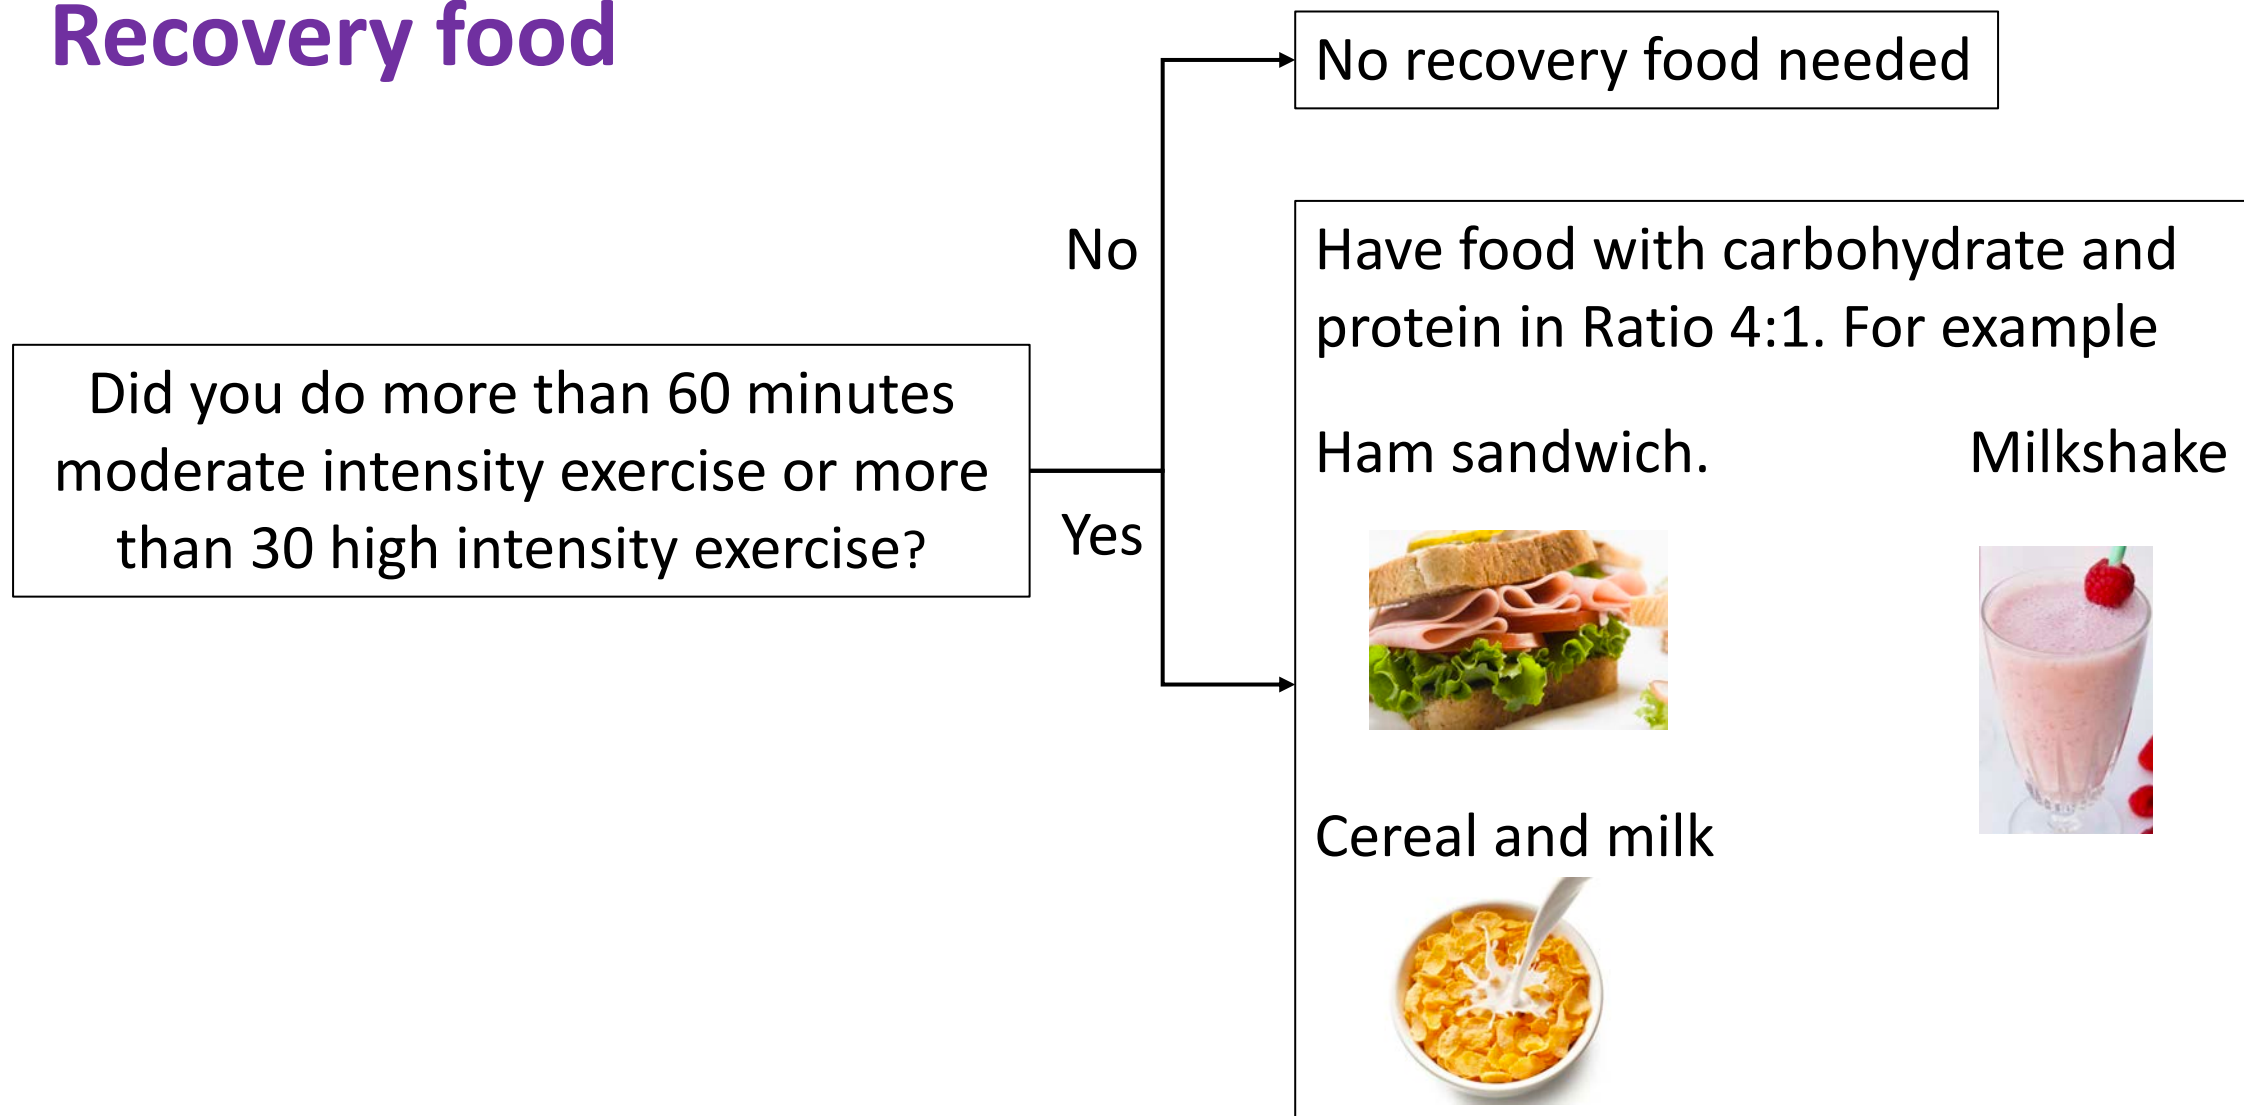 Recovery food
No recovery food needed
No
Have food with carbohydrate and
protein in Ratio 4:1. For example
Did you do more than 60 minutes
moderate intensity exercise or more
than 30 high intensity exercise?
Yes
Ham sandwich.
Milkshake
Cereal and milk